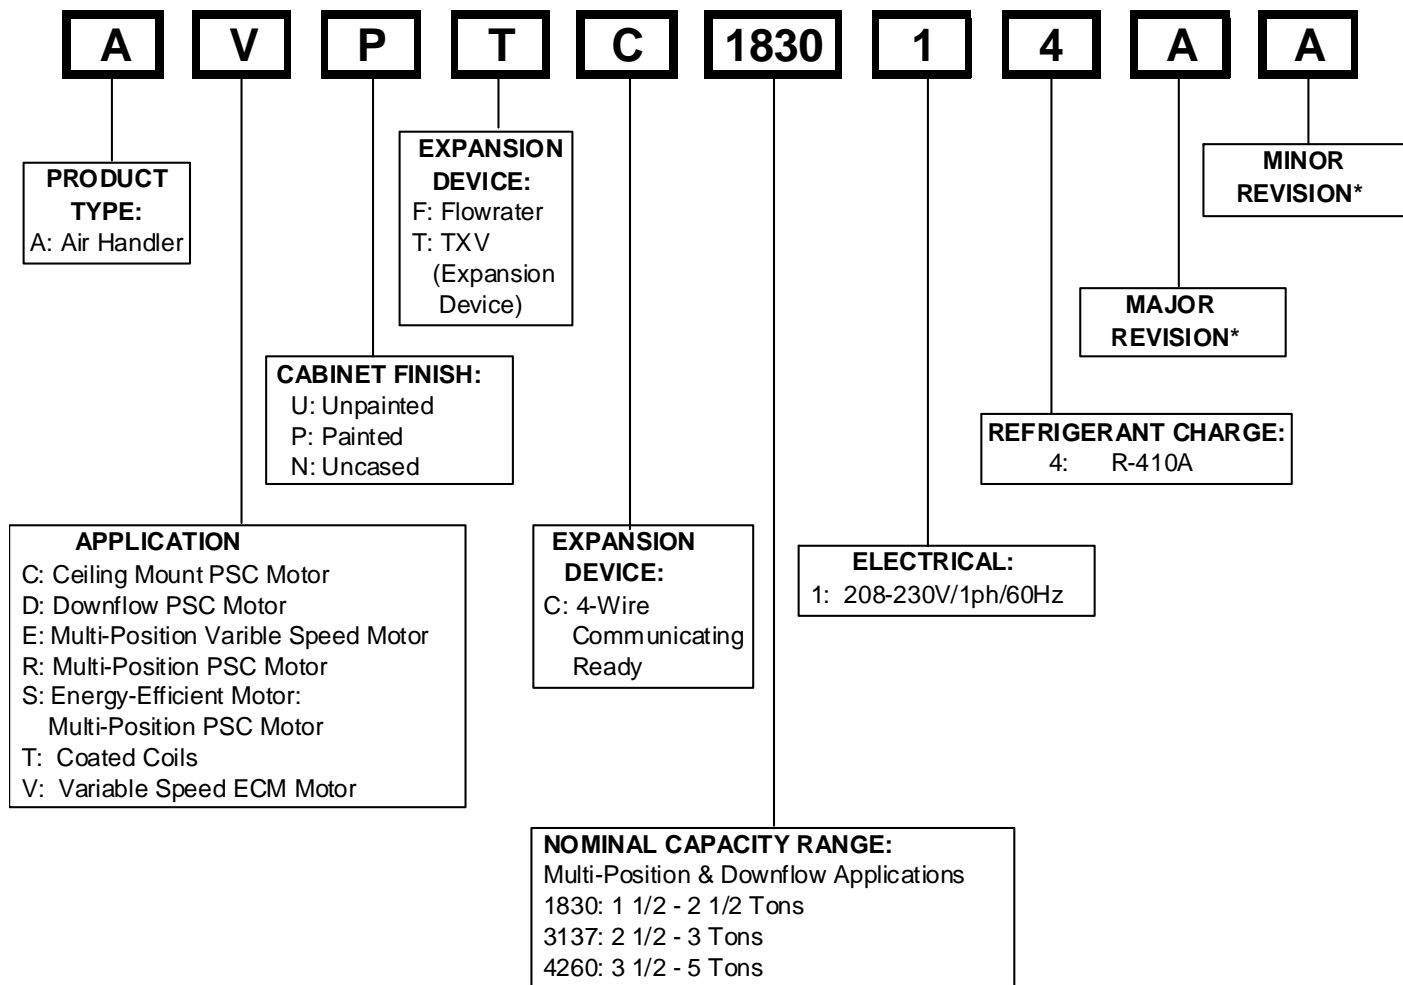 A V P T C 1830 1 4 A A
PRODUCT
TYPE:
A: Air Handler
EXPANSION
DEVICE:
F: Flowrater
T: TXV
(Expansion
Device)
MINOR
REVISION*
MAJOR
REVISION*
CABINET FINISH:
U: Unpainted
P: Painted
N: Uncased
REFRIGERANT CHARGE:
4: R-410A
APPLICATION
C: Ceiling Mount PSC Motor
D: Downflow PSC Motor
E: Multi-Position Varible Speed Motor
R: Multi-Position PSC Motor
S: Energy-Efficient Motor:
Multi-Position PSC Motor
T: Coated Coils
V: Variable Speed ECM Motor
EXPANSION
DEVICE:
C: 4-Wire
Communicating
Ready
ELECTRICAL:
1: 208-230V/1ph/60Hz
NOMINAL CAPACITY RANGE:
Multi-Position & Downflow Applications
1830: 1 1/2 - 2 1/2 Tons
3137: 2 1/2 - 3 Tons
4260: 3 1/2 - 5 Tons